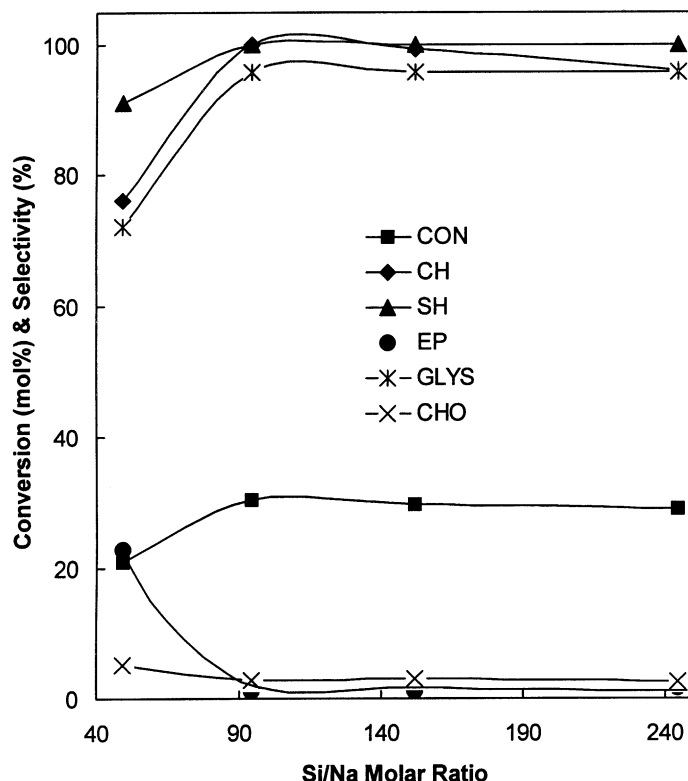 100
80
60
40
20
0
Conversion (mol%) & Selectivity (%)
CON
CH
SH
EP
GLYS
CHO
40 90 140 190 240
Si/Na Molar Ratio